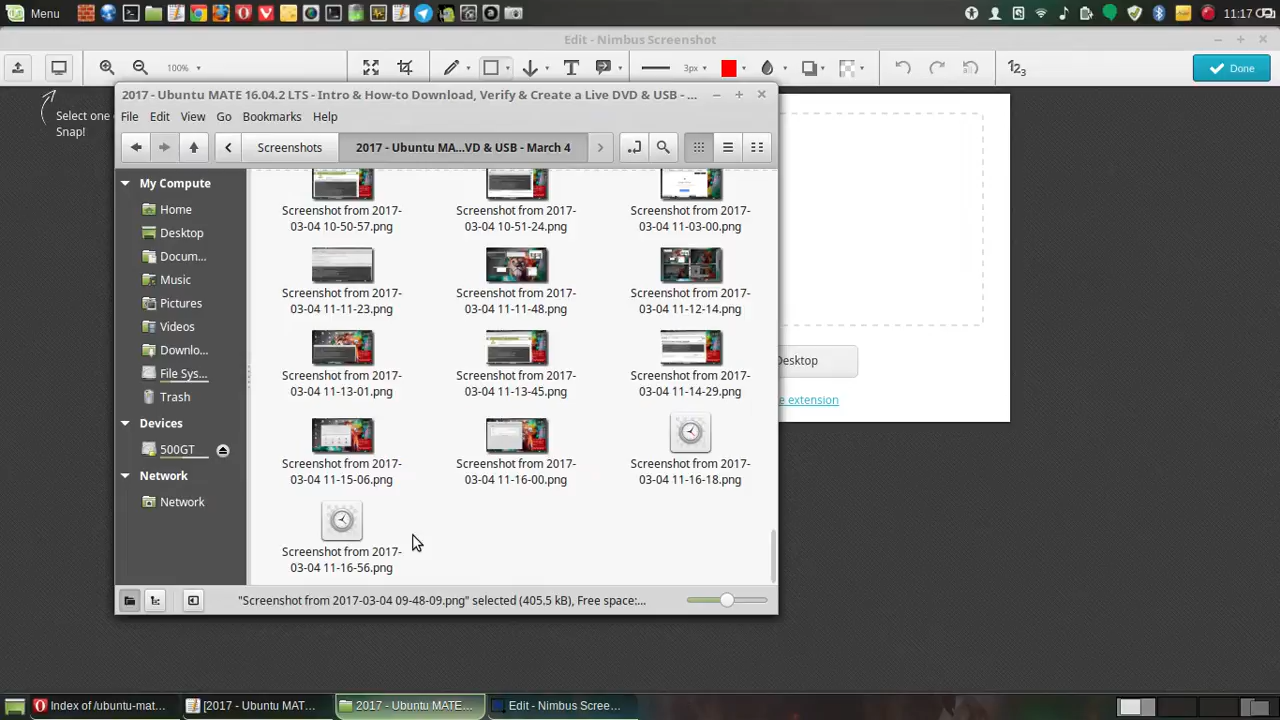 Menu
11:17
Edit - Nimbus Screenshot
100%
3px
Done
Select one
Snap!
2017 - Ubuntu MATE 16.04.2 LTS - Intro & How-to Download, Verify & Create a Live DVD & USB - ...
File Edit View Go Bookmarks Help
Screenshots
2017 - Ubuntu MA...VD & USB - March 4
My Compute
Home
Desktop
Docum...
Music
Pictures
Videos
Downlo...
File Sys...
Trash
Devices
500GT
Network
Network
Screenshot from 2017-
03-04 10-50-57.png
Screenshot from 2017-
03-04 10-51-24.png
Screenshot from 2017-
03-04 11-03-00.png
Screenshot from 2017-
03-04 11-11-23.png
Screenshot from 2017-
03-04 11-11-48.png
Screenshot from 2017-
03-04 11-12-14.png
Screenshot from 2017-
03-04 11-13-01.png
Screenshot from 2017-
03-04 11-13-45.png
Screenshot from 2017-
03-04 11-14-29.png
Screenshot from 2017-
03-04 11-15-06.png
Screenshot from 2017-
03-04 11-16-00.png
Screenshot from 2017-
03-04 11-16-18.png
Screenshot from 2017-
03-04 11-16-56.png
Desktop
e extension
"Screenshot from 2017-03-04 09-48-09.png" selected (405.5 kB), Free space:...
Index of /ubuntu-mat...
[2017 - Ubuntu MAT...
2017 - Ubuntu MATE...
Edit - Nimbus Scree...